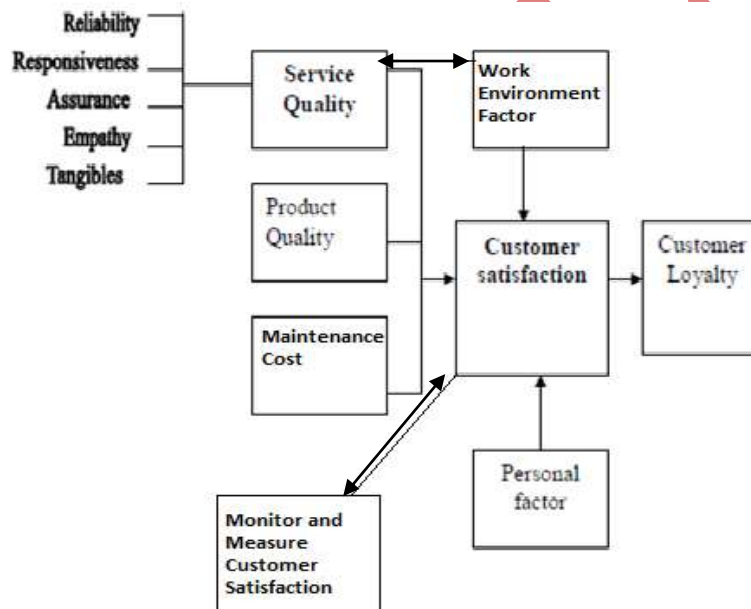 Reliability
Responsiveness
Assurance
Empathy
Tangibles
Service
Quality
Work
Environment
Factor
Product
Quality
Customer
satisfaction
Customer
Loyalty
Maintenance
Cost
Personal
factor
Monitor and
Measure
Customer
Satisfaction